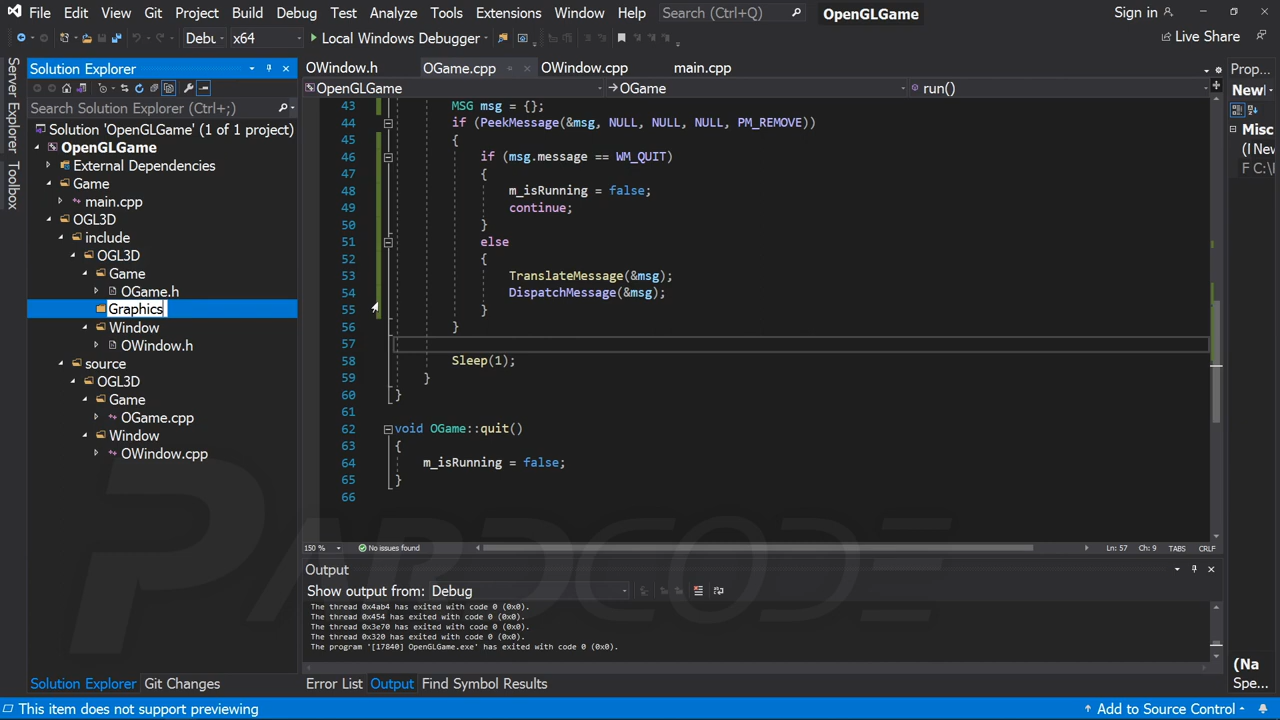 File Edit View Git Project Build Debug Test Analyze Tools Extensions Window Help Search (Ctrl+Q) OpenGLGame Sign in
Debu x64 Local Windows Debugger Live Share
Server Explorer
Toolbox
Solution Explorer
Search Solution Explorer (Ctrl+;)
Solution 'OpenGLGame' (1 of 1 project)
OpenGLGame
External Dependencies
Game
main.cpp
OGL3D
include
OGL3D
Game
OGame.h
Graphics
Window
OWindow.h
source
OGL3D
Game
OGame.cpp
Window
OWindow.cpp
Solution Explorer Git Changes
OWindow.h OGame.cpp OWindow.cpp main.cpp
OpenGLGame OGame run()
43 MSG msg = {};
44 if (PeekMessage(&msg, NULL, NULL, NULL, PM_REMOVE))
45 {
46 if (msg.message == WM_QUIT)
47 {
48 m_isRunning = false;
49 continue;
50 }
51 else
52 {
53 TranslateMessage(&msg);
54 DispatchMessage(&msg);
55 }
56 }
57
58 Sleep(1);
59 }
60 }
61
62 void OGame::quit()
63 {
64 m_isRunning = false;
65 }
66
PARDCODE
150 % No issues found Ln: 57 Ch: 9 TABS CRLF
Output
Show output from: Debug
The thread 0x4ab4 has exited with code 0 (0x0).
The thread 0x454 has exited with code 0 (0x0).
The thread 0x3e70 has exited with code 0 (0x0).
The thread 0x320 has exited with code 0 (0x0).
The program '[17840] OpenGLGame.exe' has exited with code 0 (0x0).
Error List Output Find Symbol Results
Prop...
New
Misc
(I New
F C:\
(Na
Spe...
This item does not support previewing Add to Source Control